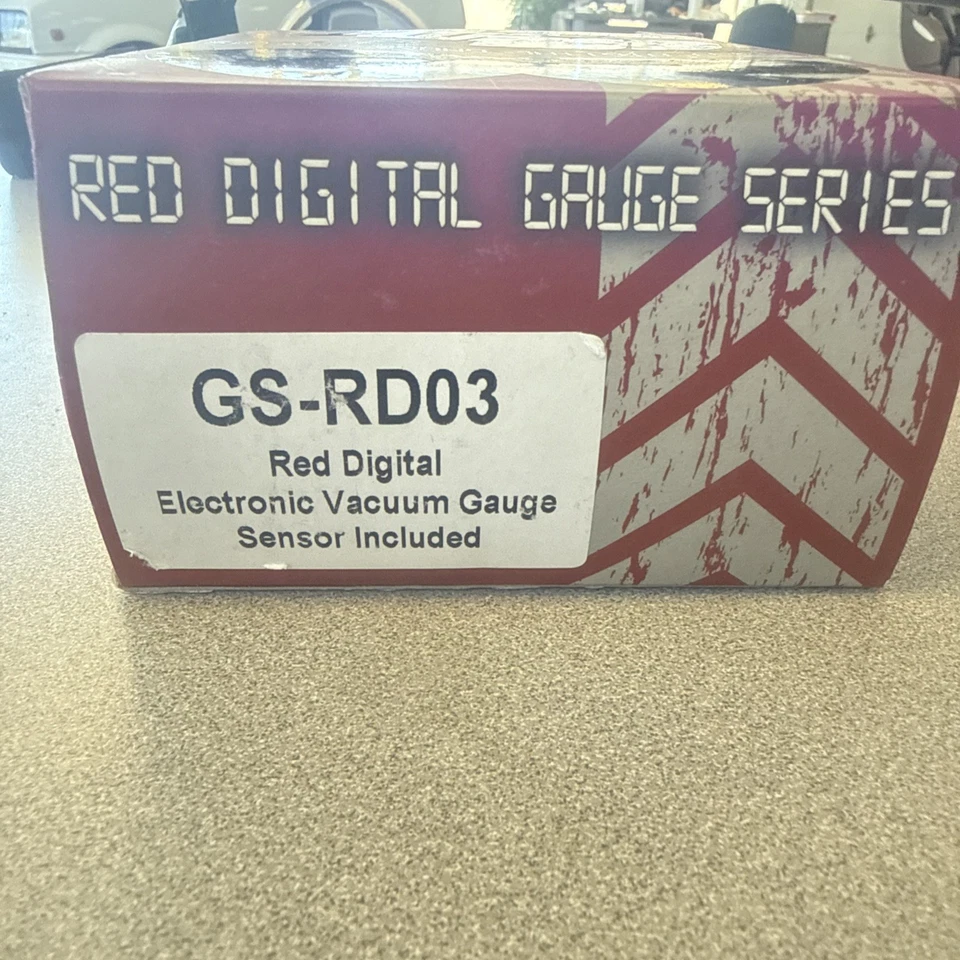 RED DIGITAL GAUGE SERIES
GS-RD03
Red Digital
Electronic Vacuum Gauge
Sensor Included